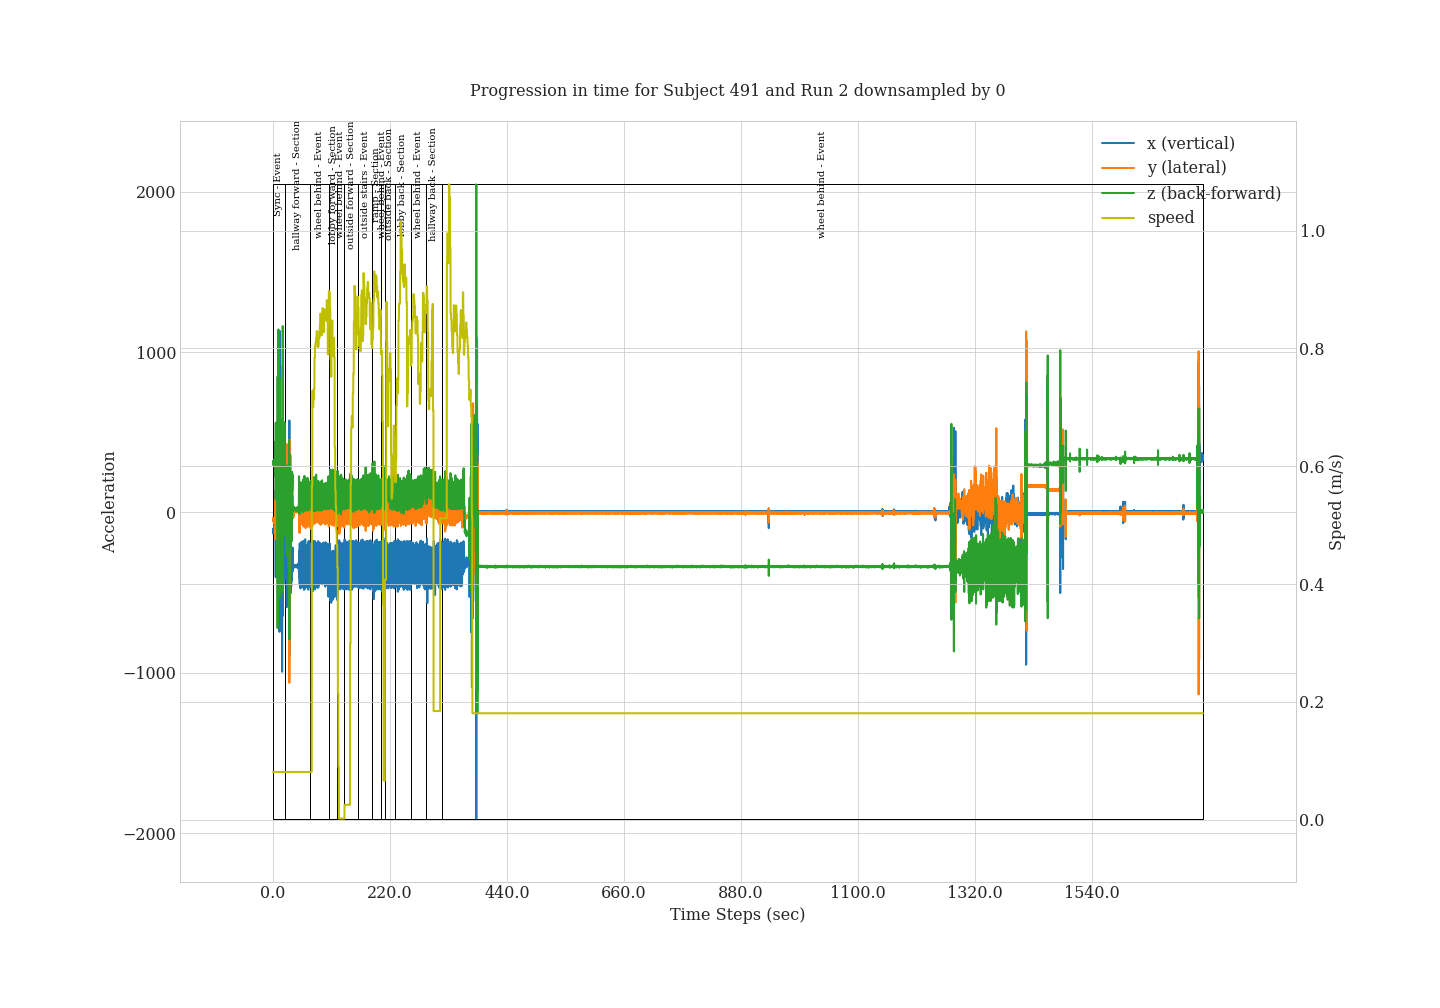 Progression in time for Subject 491 and Run 2 downsampled by 0
Sync - Event
hallway forward - Section
wheel behind - Event
lobby forward - Section
wheel behind - Event
outside forward - Section
outside stairs - Event
ramp - Section
wheel behind - Event
outside back - Section
lobby back - Section
wheel behind - Event
hallway back - Section
wheel behind - Event
x (vertical)
y (lateral)
z (back-forward)
speed
2000
1000
0
−1000
−2000
Acceleration
1.0
0.8
0.6
0.4
0.2
0.0
Speed (m/s)
0.0 220.0 440.0 660.0 880.0 1100.0 1320.0 1540.0
Time Steps (sec)